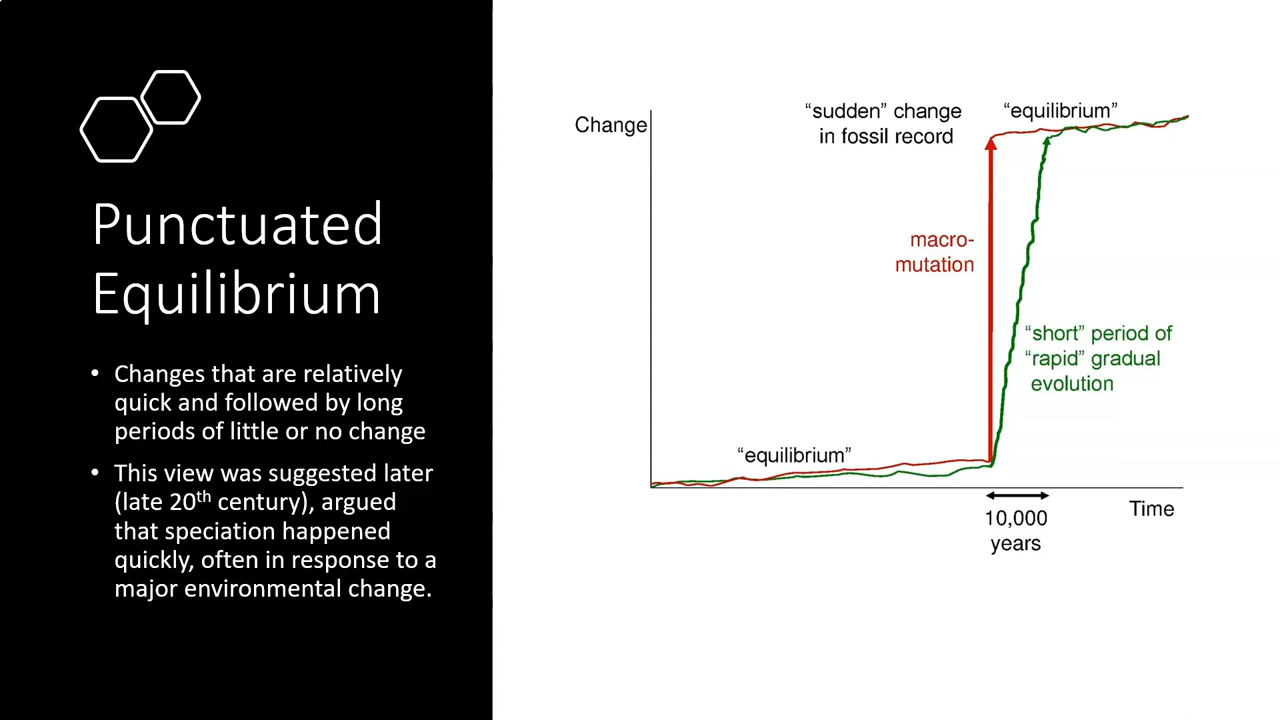 Punctuated
Equilibrium
• Changes that are relatively
quick and followed by long
periods of little or no change
• This view was suggested later
(late 20th century), argued
that speciation happened
quickly, often in response to a
major environmental change.
Change
“sudden” change
in fossil record
“equilibrium”
macro-
mutation
“short” period of
“rapid” gradual
evolution
“equilibrium”
Time
10,000
years